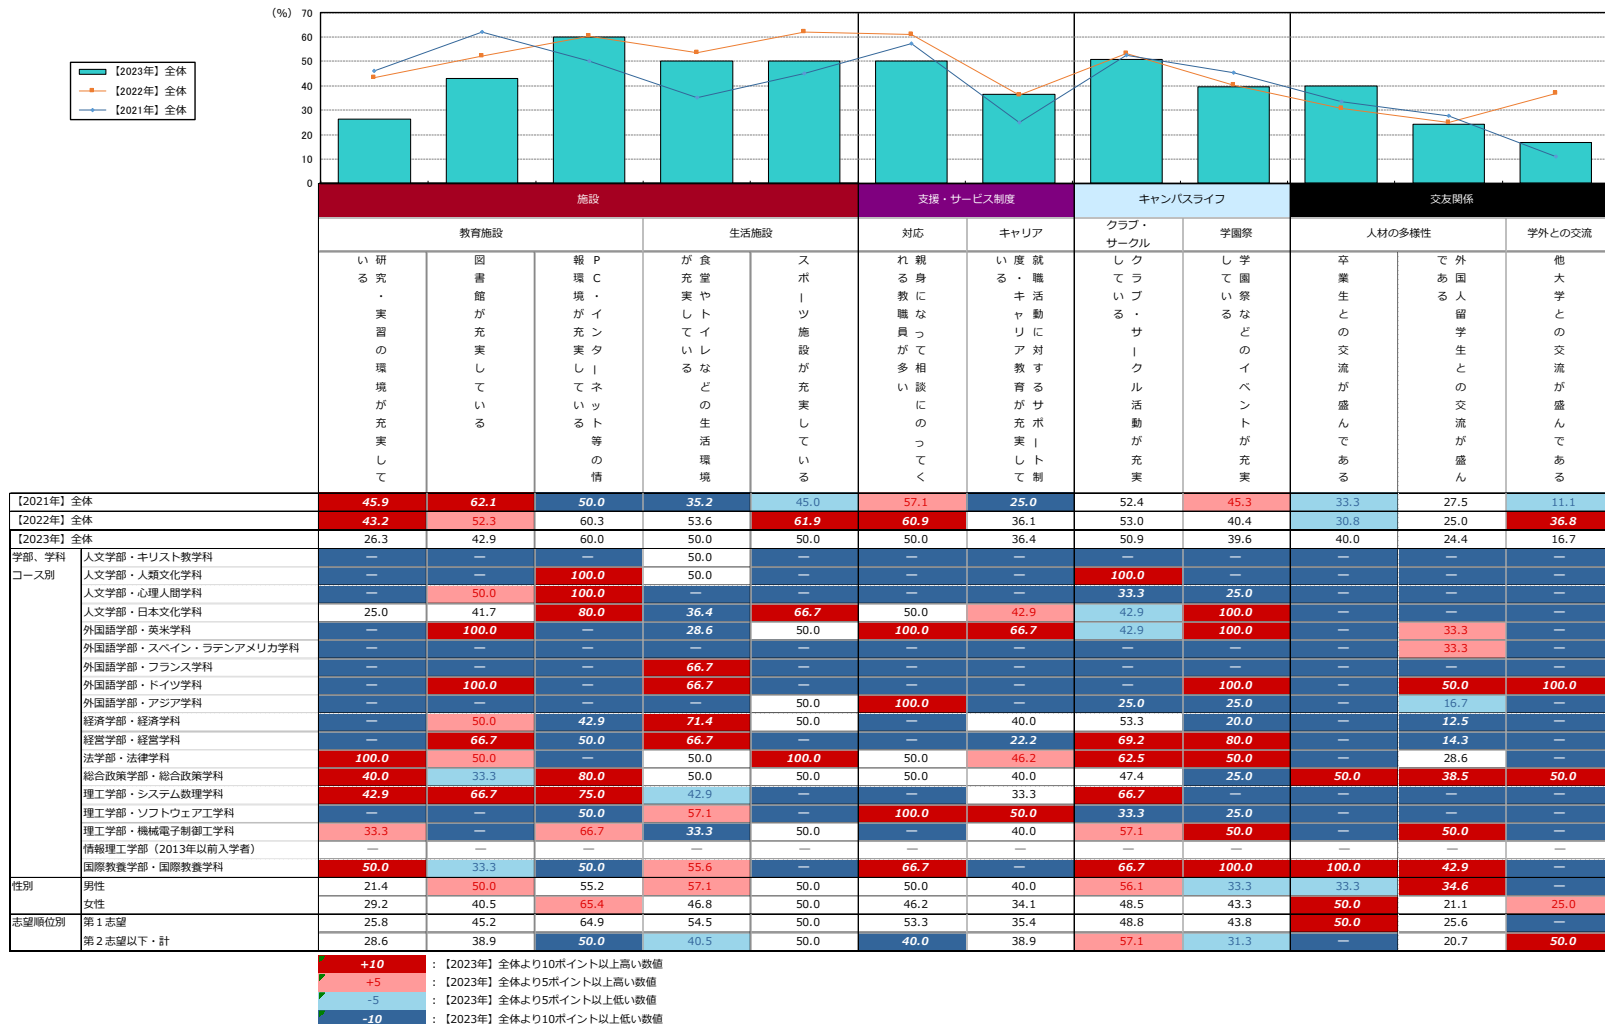 (%)
70
60
50
40
30
20
10
0
【2023年】全体
【2022年】全体
【2021年】全体
施設 支援・サービス制度 キャンパスライフ 交友関係
教育施設 生活施設 対応 キャリア クラブ・サークル 学園祭 人材の多様性 学外との交流
研究・実習の環境が充実している
図書館が充実している
PC・インターネット等の情報環境が充実している
食堂やトイレなどの生活環境が充実している
スポーツ施設が充実している
親身になって相談にのってくれる教職員が多い
就職活動に対するサポート制度・キャリア教育が充実している
クラブ・サークル活動が充実している
学園祭などのイベントが充実している
卒業生との交流が盛んである
外国人留学生との交流が盛んである
他大学との交流が盛んである
【2021年】全体 45.9 62.1 50.0 35.2 45.0 57.1 25.0 52.4 45.3 33.3 27.5 11.1
【2022年】全体 43.2 52.3 60.3 53.6 61.9 60.9 36.1 53.0 40.4 30.8 25.0 36.8
【2023年】全体 26.3 42.9 60.0 50.0 50.0 50.0 36.4 50.9 39.6 40.0 24.4 16.7
学部、学科 人文学部・キリスト教学科 — — — 50.0 — — — — — — — —
コース別 人文学部・人類文化学科 — — 100.0 50.0 — — — 100.0 — — — —
人文学部・心理人間学科 — 50.0 100.0 — — — — 33.3 25.0 — — —
人文学部・日本文化学科 25.0 41.7 80.0 36.4 66.7 50.0 42.9 42.9 100.0 — — —
外国語学部・英米学科 — 100.0 — 28.6 50.0 100.0 66.7 42.9 100.0 — 33.3 —
外国語学部・スペイン・ラテンアメリカ学科 — — — — — — — — — — 33.3 —
外国語学部・フランス学科 — — — 66.7 — — — — — — — —
外国語学部・ドイツ学科 — 100.0 — 66.7 — — — — 100.0 — 50.0 100.0
外国語学部・アジア学科 — — — — 50.0 100.0 — 25.0 25.0 — 16.7 —
経済学部・経済学科 — 50.0 42.9 71.4 50.0 — 40.0 53.3 20.0 — 12.5 —
経営学部・経営学科 — 66.7 50.0 66.7 — — 22.2 69.2 80.0 — 14.3 —
法学部・法律学科 100.0 50.0 — 50.0 100.0 50.0 46.2 62.5 50.0 — 28.6 —
総合政策学部・総合政策学科 40.0 33.3 80.0 50.0 50.0 50.0 40.0 47.4 25.0 50.0 38.5 50.0
理工学部・システム数理学科 42.9 66.7 75.0 42.9 — — 33.3 66.7 — — — —
理工学部・ソフトウェア工学科 — — 50.0 57.1 — 100.0 50.0 33.3 25.0 — — —
理工学部・機械電子制御工学科 33.3 — 66.7 33.3 50.0 — 40.0 57.1 50.0 — 50.0 —
情報理工学部（2013年以前入学者） — — — — — — — — — — — —
国際教養学部・国際教養学科 50.0 33.3 50.0 55.6 — 66.7 — 66.7 100.0 100.0 42.9 —
性別 男性 21.4 50.0 55.2 57.1 50.0 50.0 40.0 56.1 33.3 33.3 34.6 —
女性 29.2 40.5 65.4 46.8 50.0 46.2 34.1 48.5 43.3 50.0 21.1 25.0
志望順位別 第１志望 25.8 45.2 64.9 54.5 50.0 53.3 35.4 48.8 43.8 50.0 25.6 —
第２志望以下・計 28.6 38.9 50.0 40.5 50.0 40.0 38.9 57.1 31.3 — 20.7 50.0
+10 ：【2023年】全体より10ポイント以上高い数値
+5 ：【2023年】全体より5ポイント以上高い数値
-5 ：【2023年】全体より5ポイント以上低い数値
-10 ：【2023年】全体より10ポイント以上低い数値